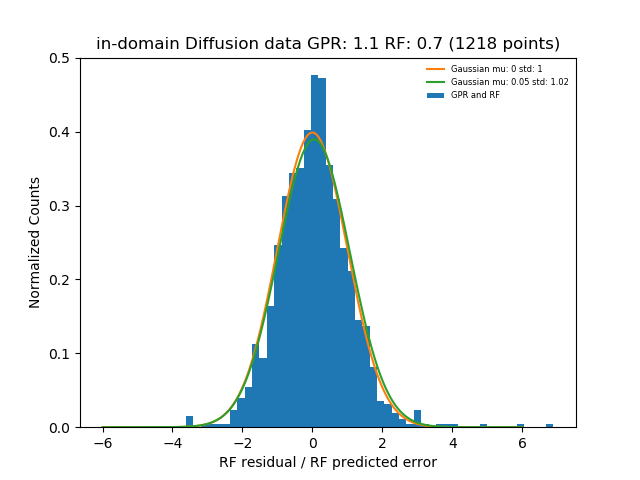 in-domain Diffusion data GPR: 1.1 RF: 0.7 (1218 points)
Gaussian mu: 0 std: 1
Gaussian mu: 0.05 std: 1.02
GPR and RF
Normalized Counts
0.5
0.4
0.3
0.2
0.1
0.0
−6 −4 −2 0 2 4 6
RF residual / RF predicted error